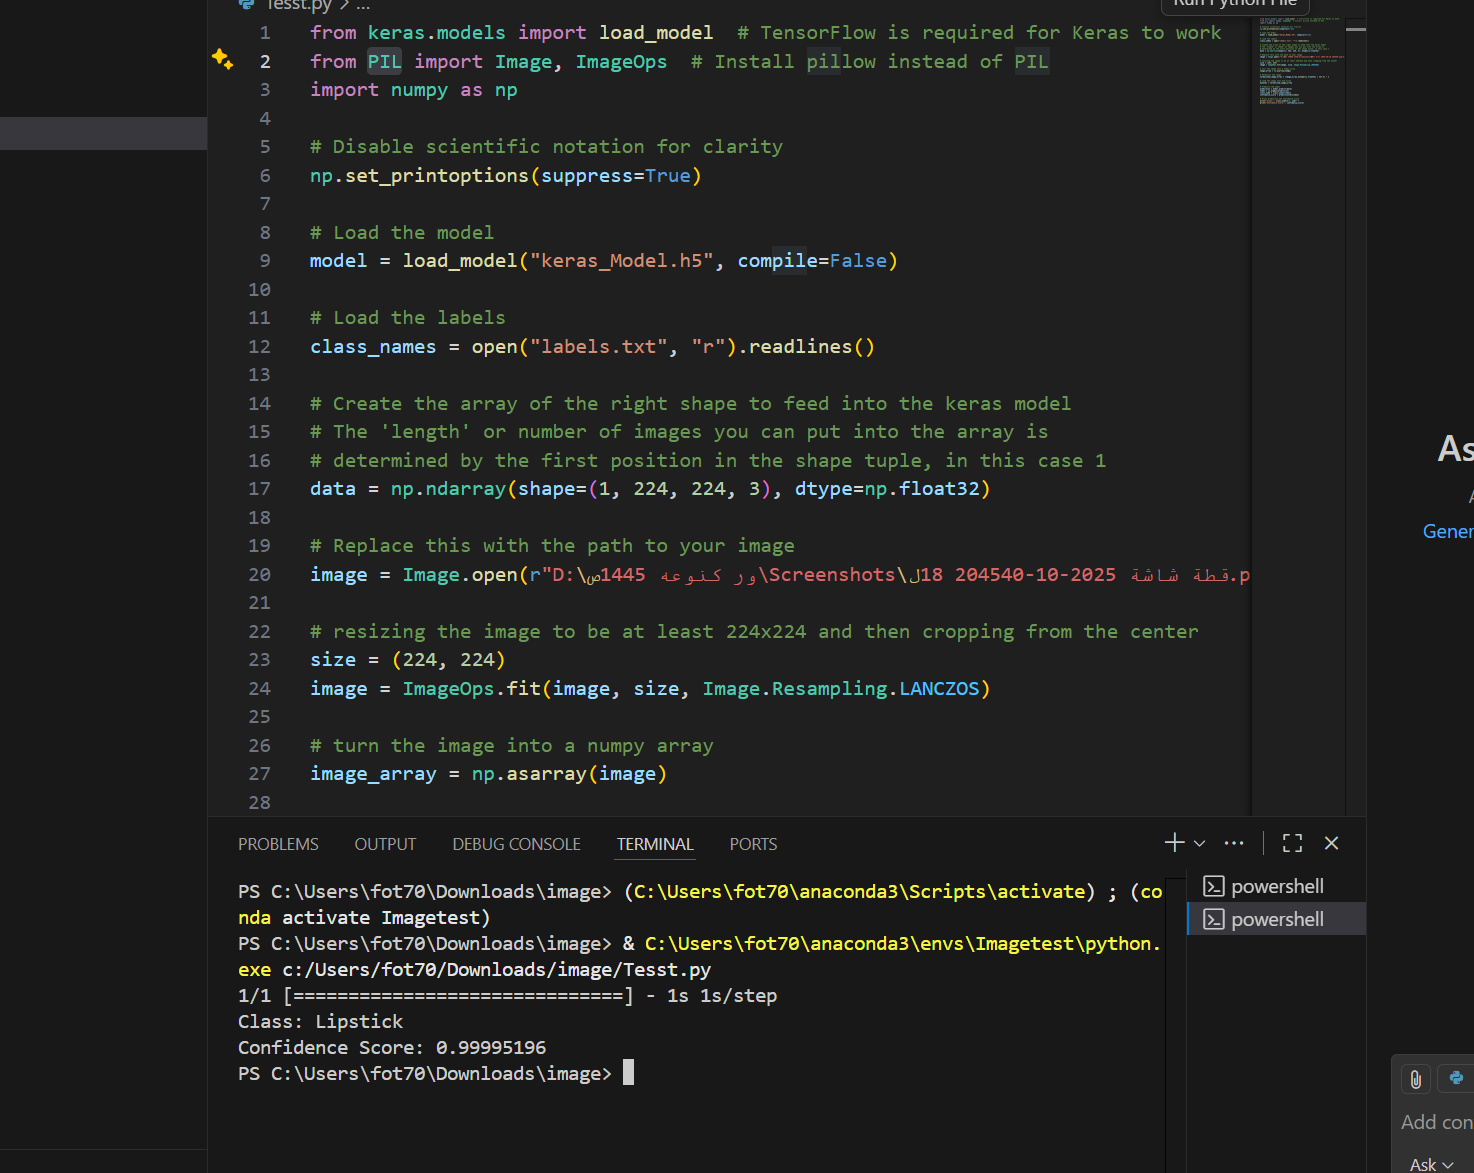 Tesst.py > ...
Run Python File
1 from keras.models import load_model  # TensorFlow is required for Keras to work
2 from PIL import Image, ImageOps  # Install pillow instead of PIL
3 import numpy as np
4
5 # Disable scientific notation for clarity
6 np.set_printoptions(suppress=True)
7
8 # Load the model
9 model = load_model("keras_Model.h5", compile=False)
10
11 # Load the labels
12 class_names = open("labels.txt", "r").readlines()
13
14 # Create the array of the right shape to feed into the keras model
15 # The 'length' or number of images you can put into the array is
16 # determined by the first position in the shape tuple, in this case 1
17 data = np.ndarray(shape=(1, 224, 224, 3), dtype=np.float32)
18
19 # Replace this with the path to your image
20 image = Image.open(r"D:\صور كنوعه 1445\Screenshots\لقطة شاشة 2025-10-18 204540.p
21
22 # resizing the image to be at least 224x224 and then cropping from the center
23 size = (224, 224)
24 image = ImageOps.fit(image, size, Image.Resampling.LANCZOS)
25
26 # turn the image into a numpy array
27 image_array = np.asarray(image)
28
As
Gener
PROBLEMS OUTPUT DEBUG CONSOLE TERMINAL PORTS
PS C:\Users\fot70\Downloads\image> (C:\Users\fot70\anaconda3\Scripts\activate) ; (co
nda activate Imagetest)
PS C:\Users\fot70\Downloads\image> & C:\Users\fot70\anaconda3\envs\Imagetest\python.
exe c:/Users/fot70/Downloads/image/Tesst.py
1/1 [==============================] - 1s 1s/step
Class: Lipstick
Confidence Score: 0.99995196
PS C:\Users\fot70\Downloads\image>
powershell
powershell
Add con
Ask